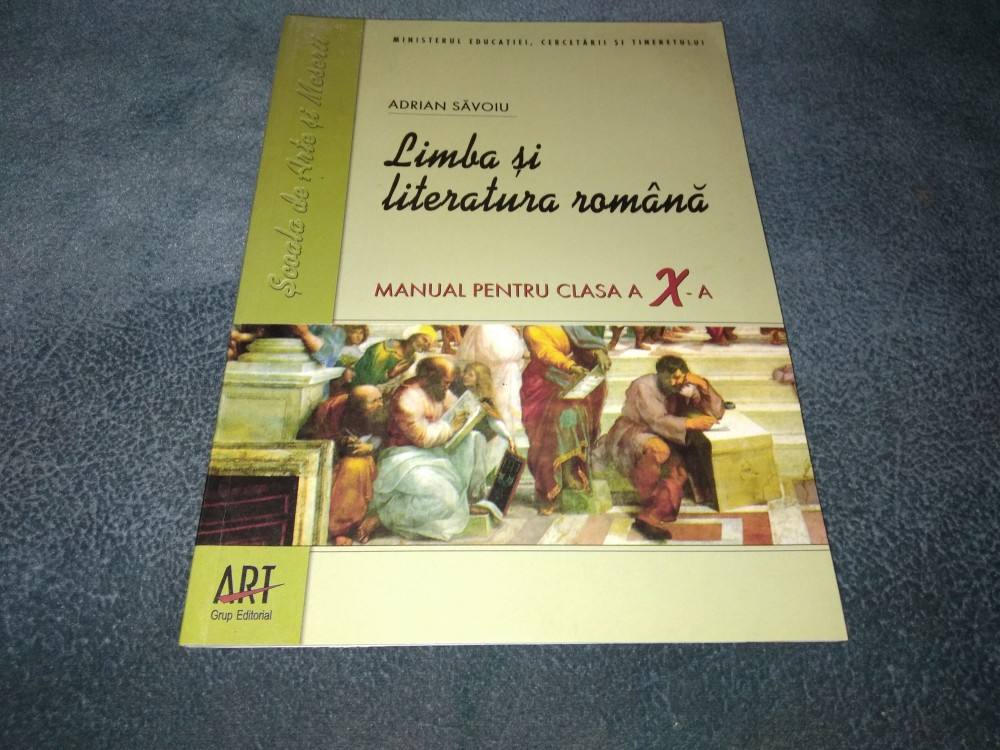 MINISTERUL EDUCAȚIEI, CERCETĂRII ȘI TINERETULUI
Școala de Arte și Meserii
ADRIAN SĂVOIU
Limba și
literatura română
MANUAL PENTRU CLASA A X-A
ART
Grup Editorial